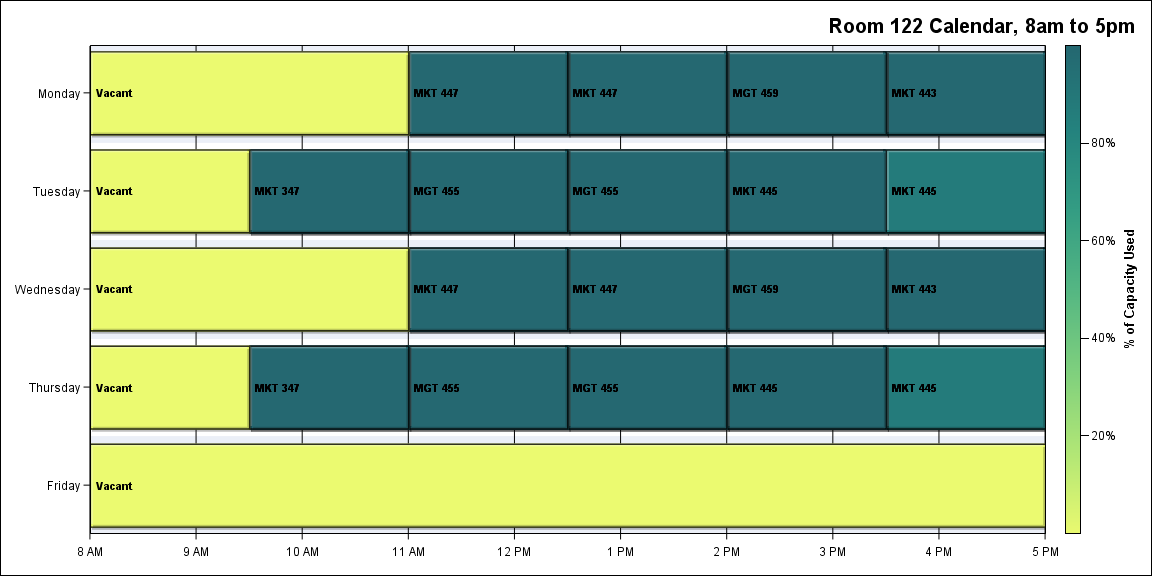 Room 122 Calendar, 8am to 5pm
Monday
Vacant
MKT 447
MKT 447
MGT 459
MKT 443
Tuesday
Vacant
MKT 347
MGT 455
MGT 455
MKT 445
MKT 445
Wednesday
Vacant
MKT 447
MKT 447
MGT 459
MKT 443
Thursday
Vacant
MKT 347
MGT 455
MGT 455
MKT 445
MKT 445
Friday
Vacant
8 AM
9 AM
10 AM
11 AM
12 PM
1 PM
2 PM
3 PM
4 PM
5 PM
80%
60%
40%
20%
% of Capacity Used